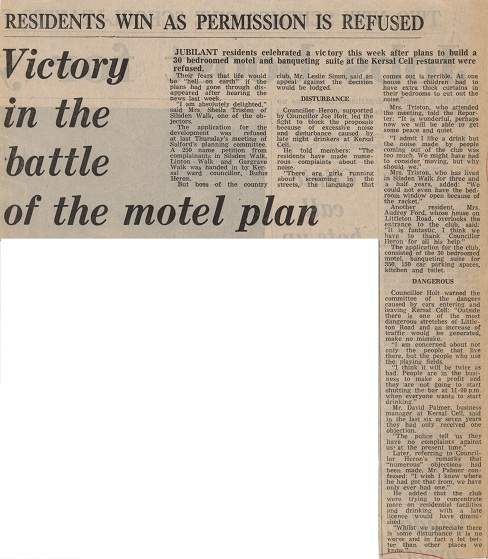 RESIDENTS WIN AS PERMISSION IS REFUSED
Victory
in the
battle
of the motel plan
JUBILANT residents celebrated a victory this week after plans to build a
30 bedroomed motel and banqueting suite at the Kersal Cell restaurant were
refused.
Their fears that life would
be "hell on earth" if the
plans had gone through dis-
appeared after hearing the
news last week.
"I am absolutely delighted,"
said Mrs. Sheila Triston of
Silsden Walk, one of the ob-
jectors.
The application for the
development was refused
at last Thursday's meeting of
Salford's planning committee.
A 250 name petition from
complainants in Silsden Walk,
Linton Walk and Gargrave
Walk was handed in by Ker-
sal ward councillor, Rufus
Heron.
But boss of the country
club, Mr. Leslie Simm, said an
appeal against the decision
would be lodged.
DISTURBANCE
Councillor Heron, supported
by Councillor Joe Holt, led the
fight to block the proposals
because of excessive noise
and disturbance caused by
late night drinkers at Kersal
Cell.
He told members: "The
residents have made nume-
rous complaints about the
noise.
"There are girls running
about screaming in the
streets, the language that
comes out is terrible. At one
house the children had to
have extra thick curtains in
their bedrooms to cut out the
noise."
Mrs. Triston, who attended
the meeting, told the Repor-
ter: "It is wonderful, perhaps
now we will be able to get
some peace and quiet.
"I admit I like a drink but
the noise made by people
coming out of the club was
too much. We might have had
to consider moving, but why
should we."
Mrs. Triston, who has lived
in Silsden Walk for three and
a half years, added: "We
could not even have the bed-
room window open because of
the racket."
Another resident, Mrs.
Audrey Ford, whose house on
Littleton Road, overlooks the
entrance to the club, said:
"It is fantastic, I think we
have to thank Councillor
Heron for all his help."
The application for the club,
consisted of the 30 bedroomed
motel, banqueting suite for
350, 150 car parking spaces,
kitchen and toilet.
DANGEROUS
Councillor Holt warned the
committee of the dangers
caused by cars entering and
leaving Kersal Cell: "Outside
there is one of the most
dangerous stretches of Little-
ton Road and an increase of
traffic would be generated,
make no mistake.
"I am concerned about not
only the people that live
there, but the people who use
the playing fields.
"I think it will be twice as
bad. People are in the busi-
ness to make a profit and
they are not going to start
shutting the bar at 11-00 p.m.
when everyone wants to start
drinking."
Mr. David Palmer, business
manager at Kersal Cell, said
in the last six or seven years
they had only received one
objection.
"The police tell us they
have no complaints against
us at the present time."
Later, referring to Council-
lor Heron's remarks that
"numerous" objections had
been made, Mr. Palmer con-
fessed: "I wish I knew where
he had got that from, we have
only ever had one."
He added that the club
were trying to concentrate
more on residential facilities
and drinking with a late
licence would have dimini-
shed.
"Whilst we appreciate there
is some disturbance it is no
worse and in fact a lot bet-
ter than other places we
know."